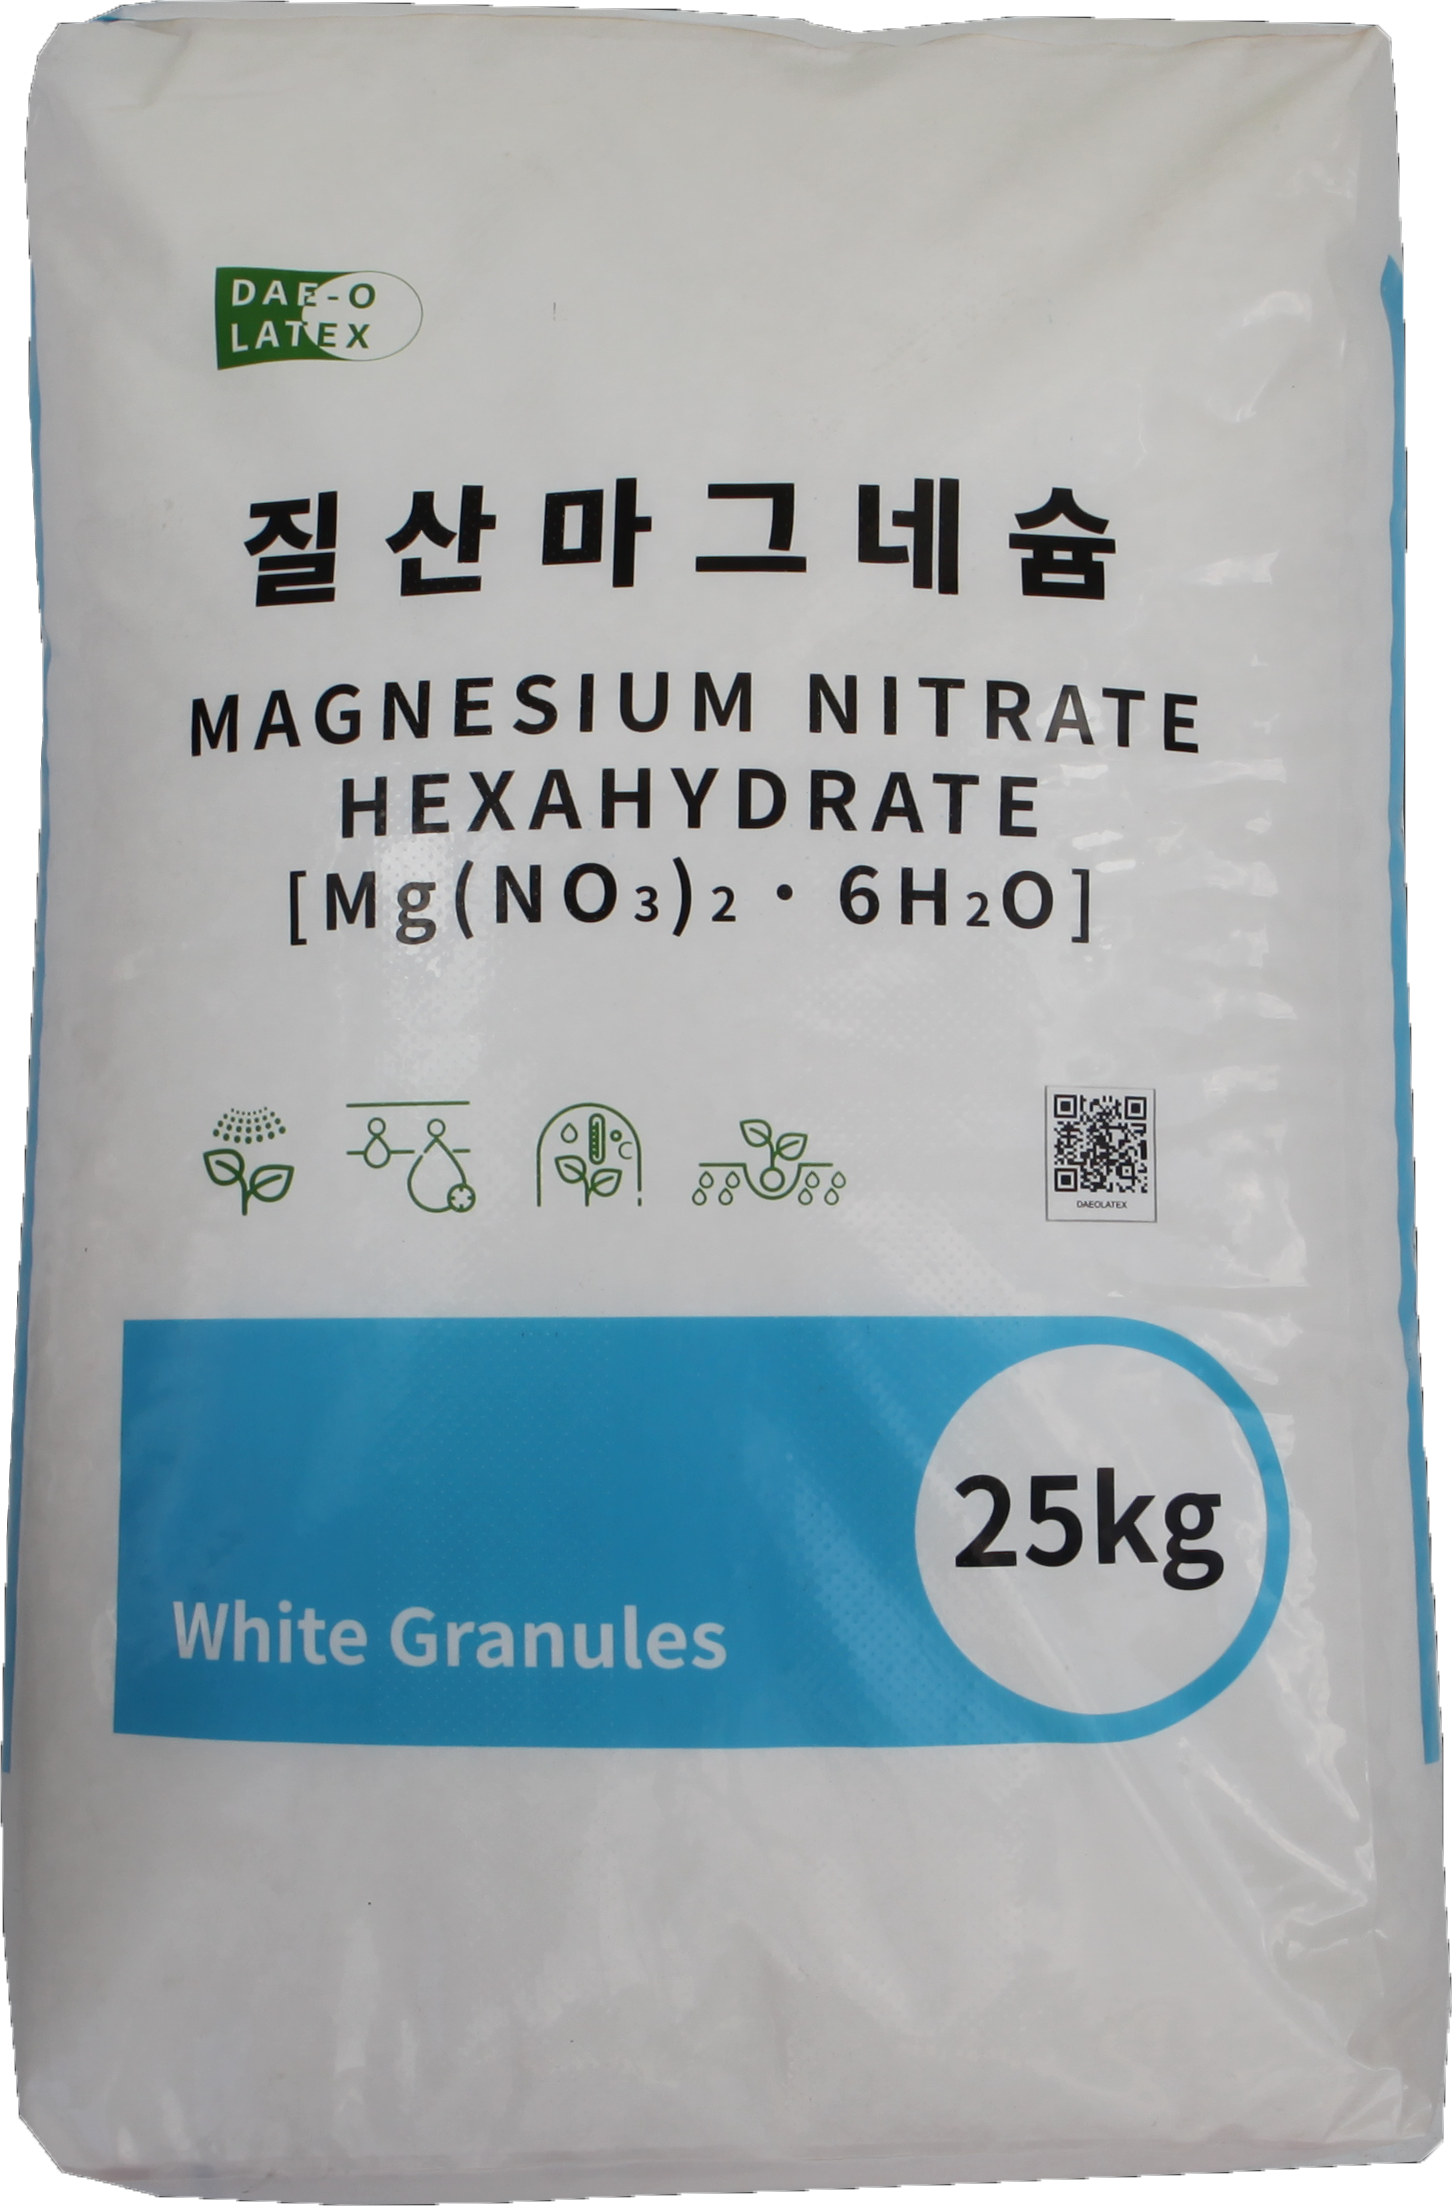 DAE-O
LATEX
질산마그네슘
MAGNESIUM NITRATE
HEXAHYDRATE
[Mg(NO₃)₂・6H₂O]
DAEOLATEX
25kg
White Granules